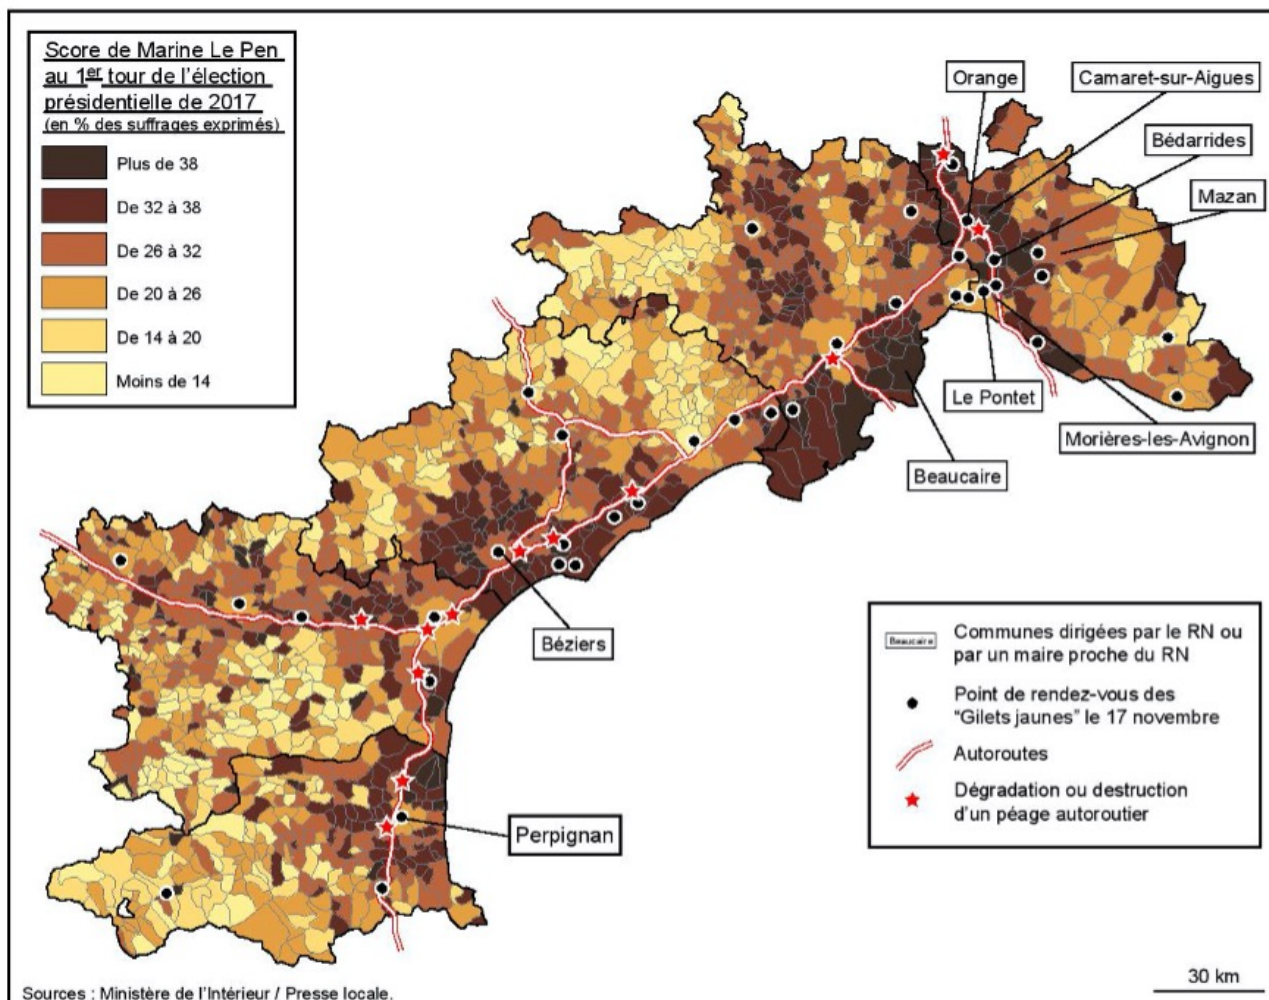 Score de Marine Le Pen
au 1er tour de l'élection
présidentielle de 2017
(en % des suffrages exprimés)
Plus de 38
De 32 à 38
De 26 à 32
De 20 à 26
De 14 à 20
Moins de 14
Orange
Camaret-sur-Aigues
Bédarrides
Mazan
Le Pontet
Morières-les-Avignon
Beaucaire
Béziers
Perpignan
Beaucaire
Communes dirigées par le RN ou
par un maire proche du RN
Point de rendez-vous des
"Gilets jaunes" le 17 novembre
Autoroutes
Dégradation ou destruction
d'un péage autoroutier
30 km
Sources : Ministère de l'Intérieur / Presse locale.